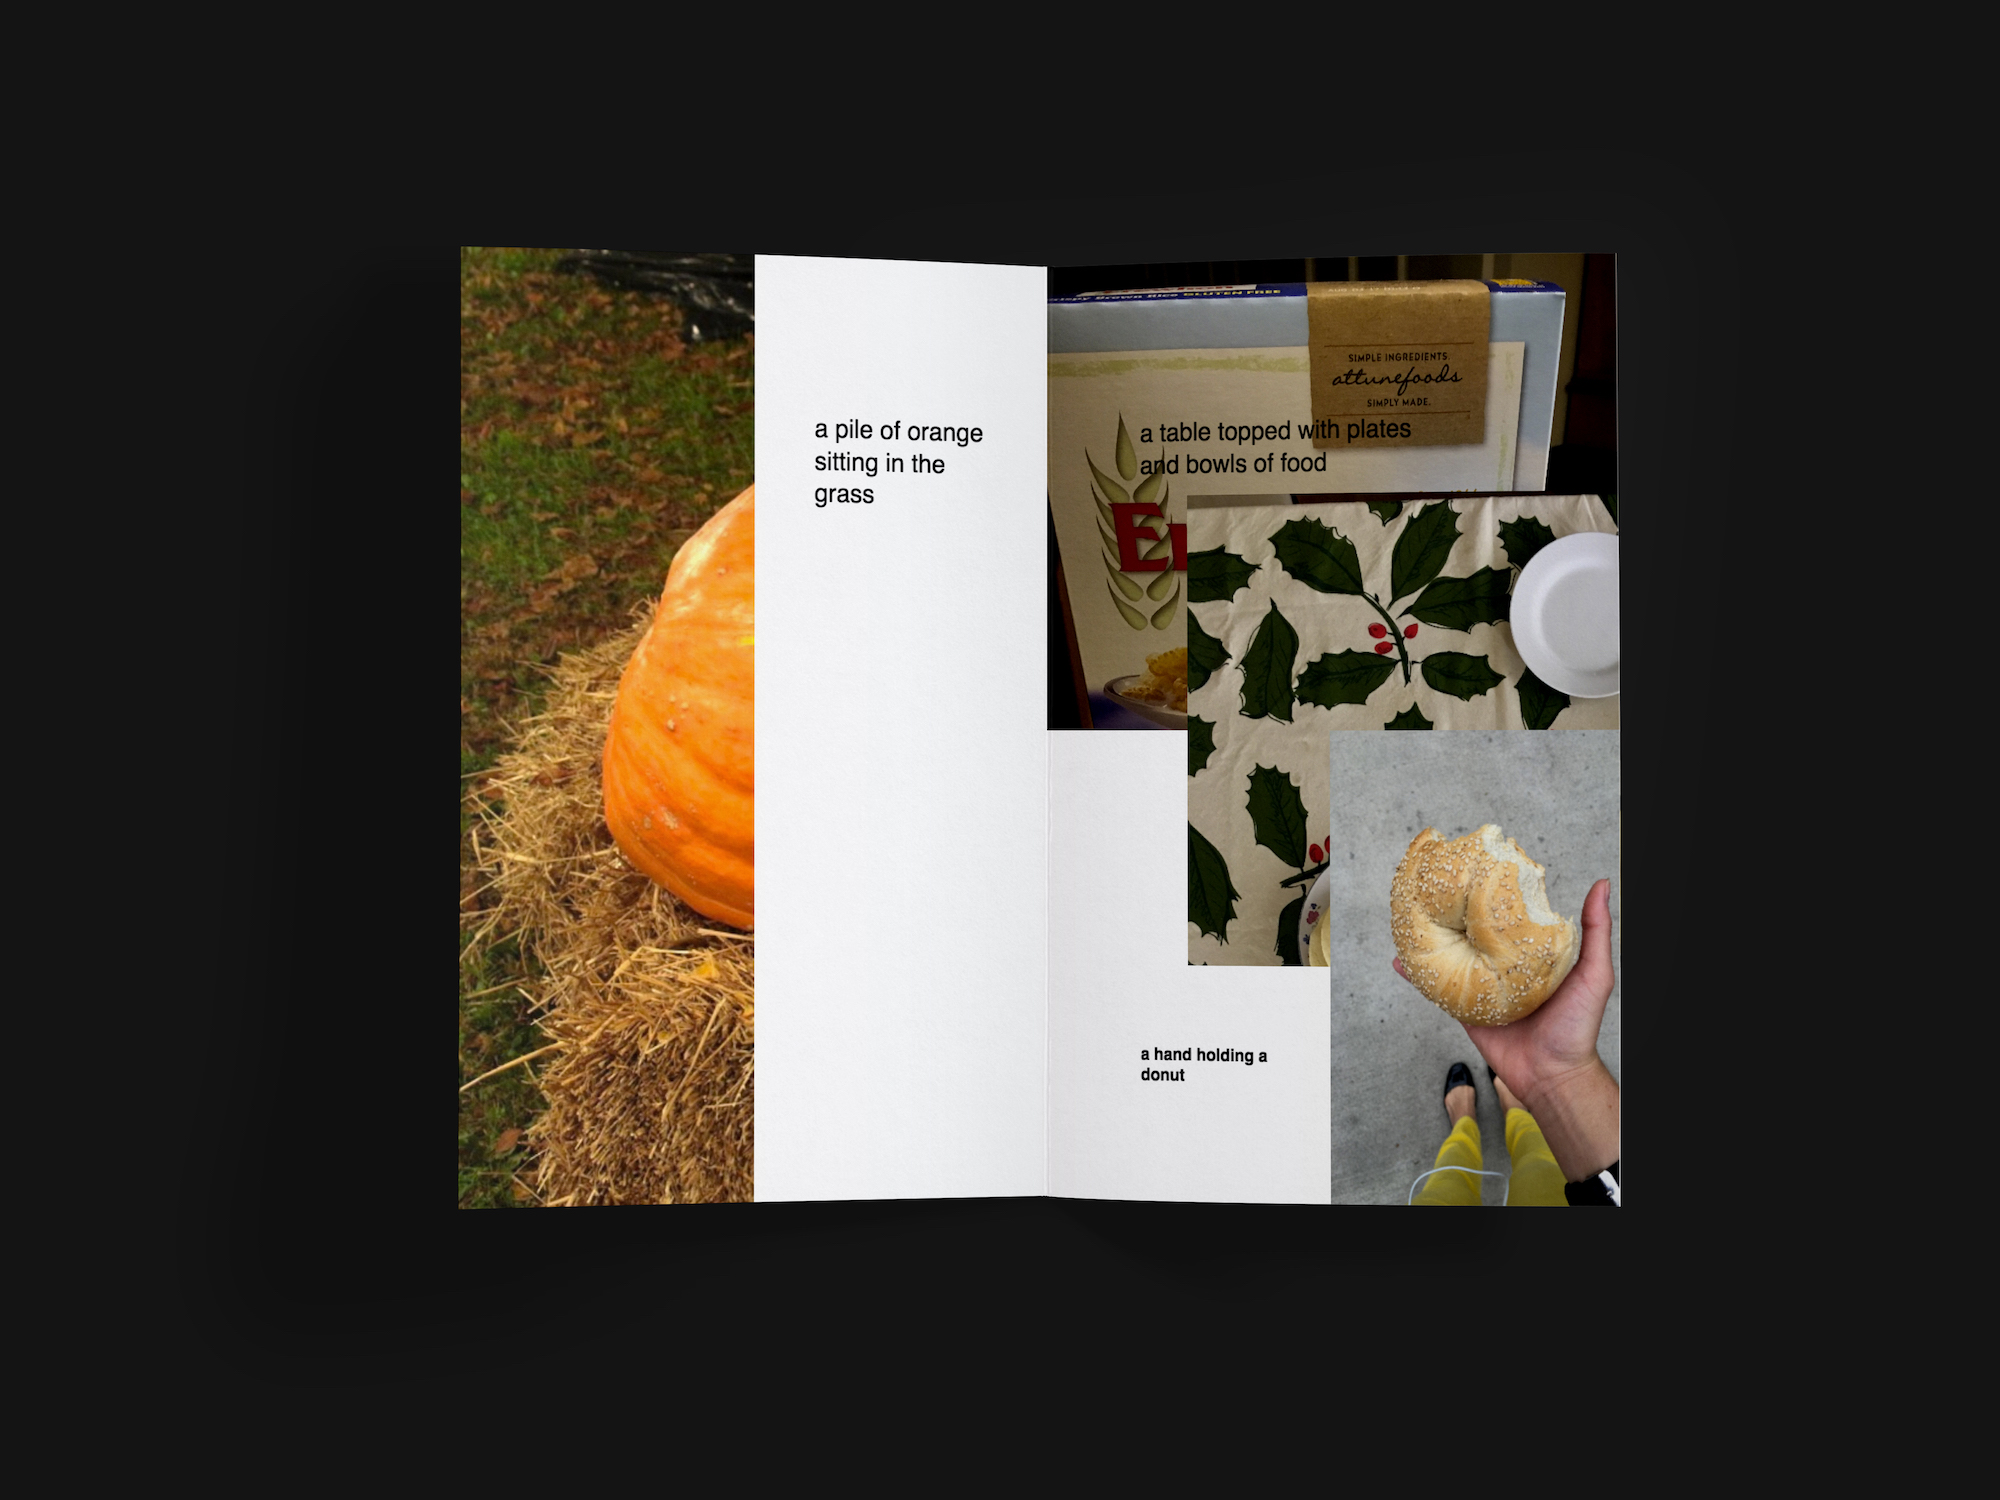 a pile of orange
sitting in the
grass
Crispy Brown Rice GLUTEN FREE
SIMPLE INGREDIENTS.
attunefoods
SIMPLY MADE.
a table topped with plates
and bowls of food
a hand holding a
donut